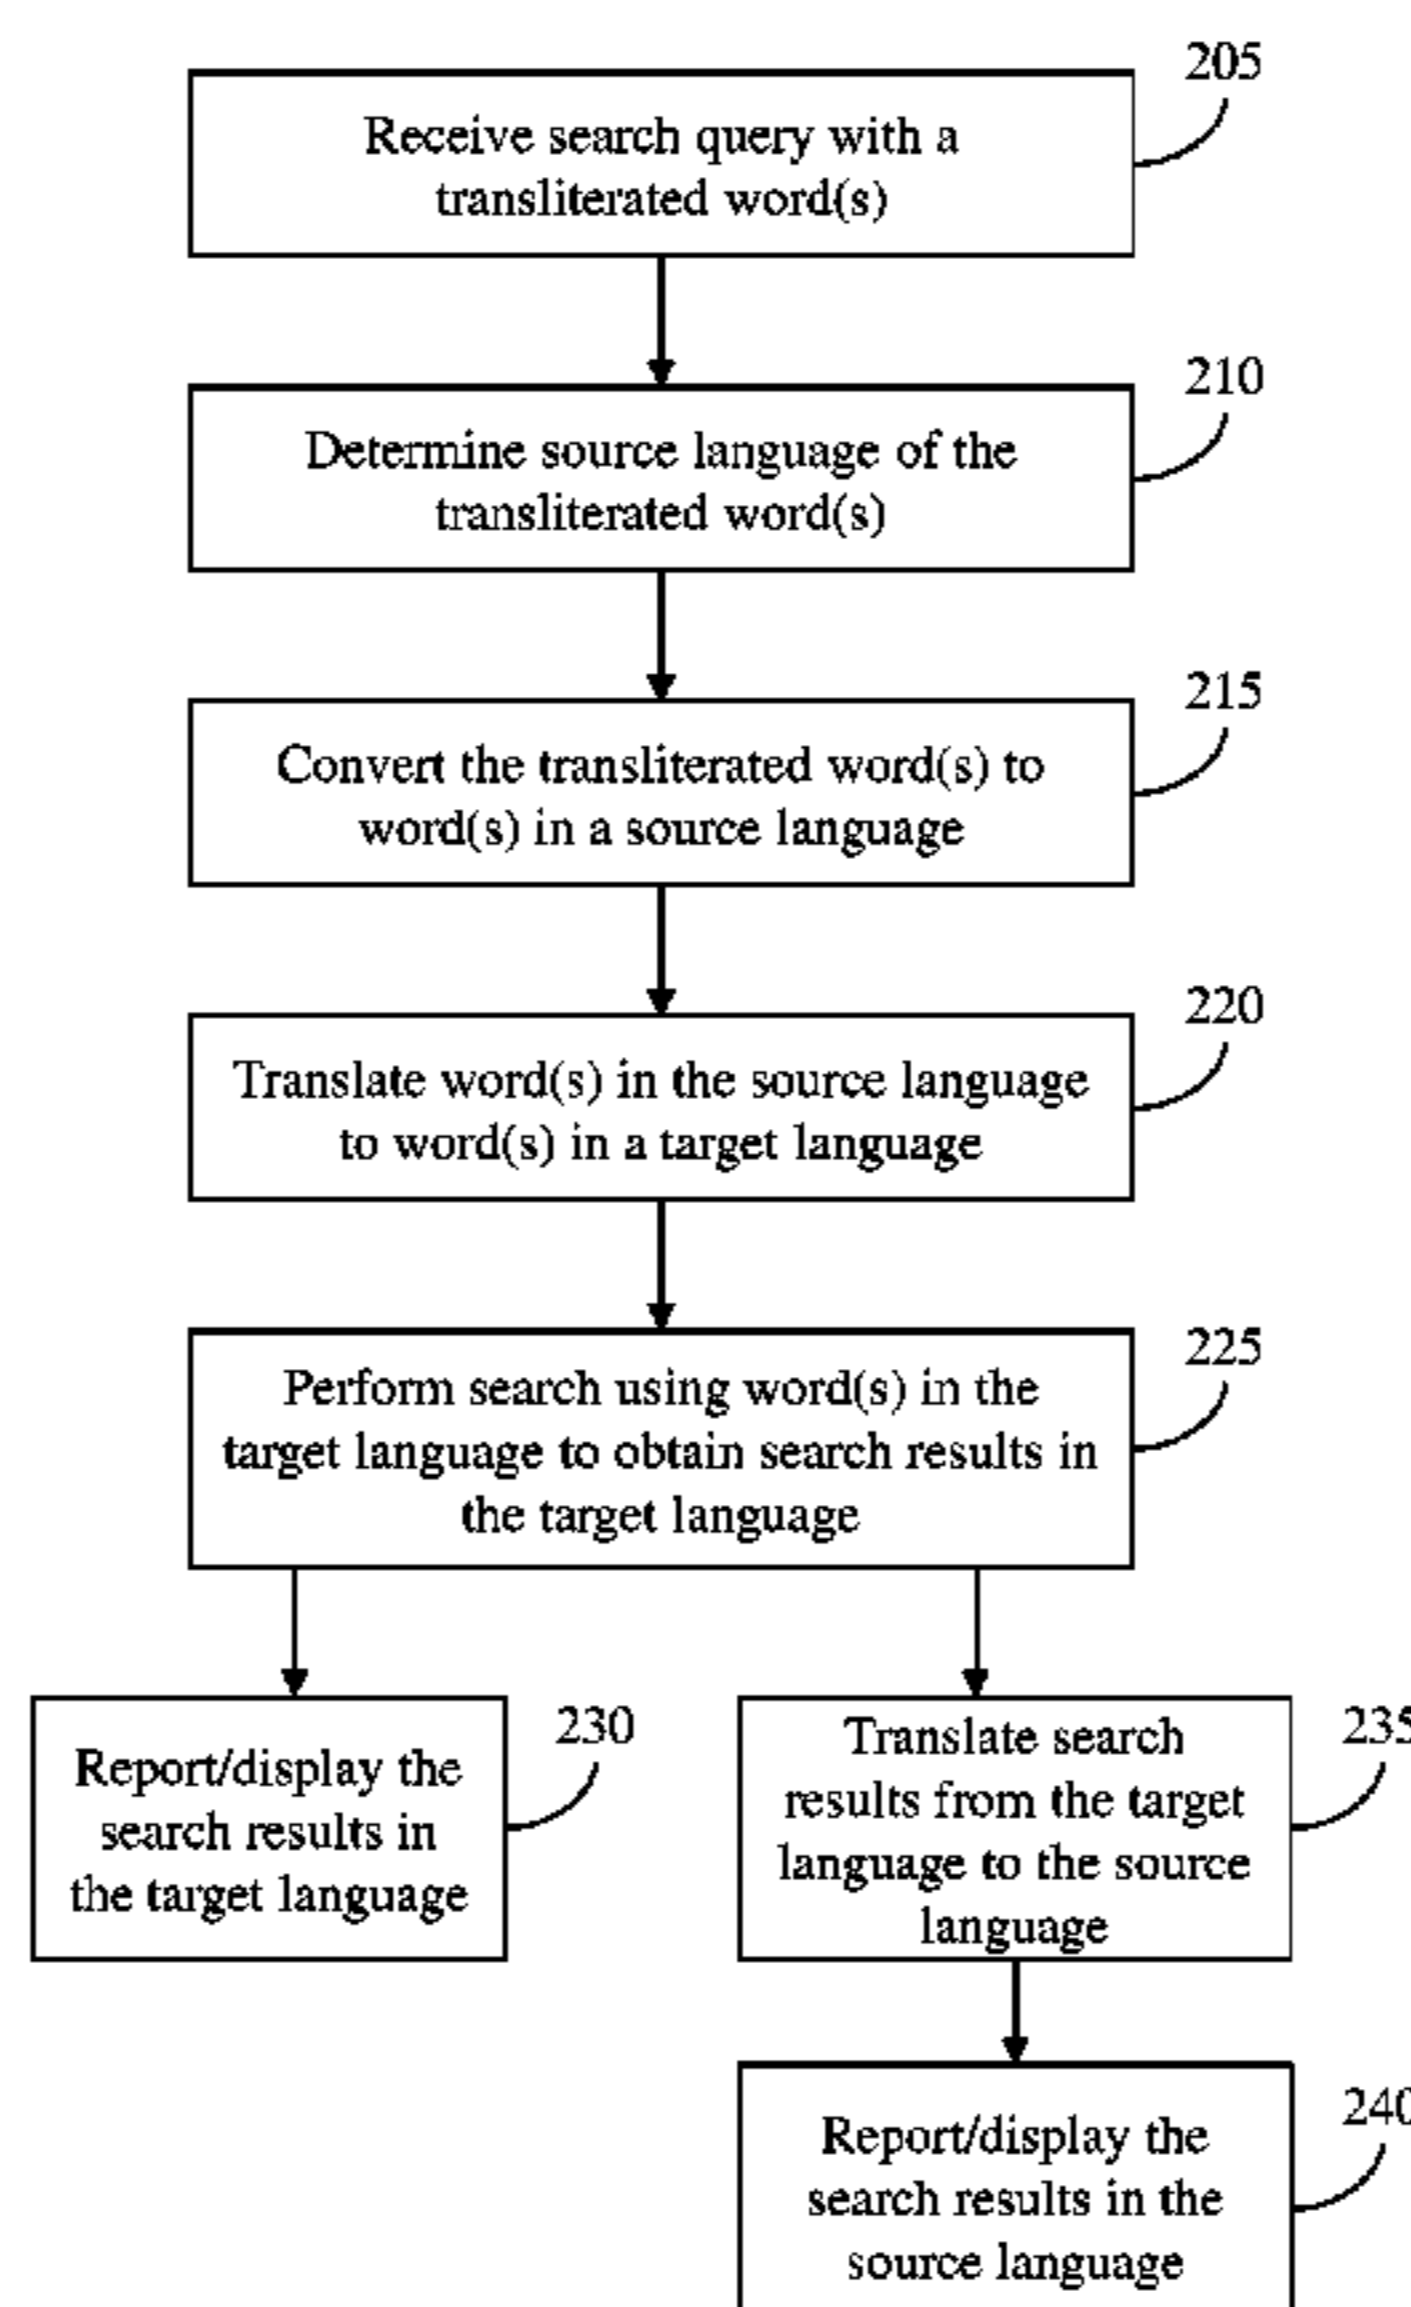 205
Receive search query with a
transliterated word(s)
210
Determine source language of the
transliterated word(s)
215
Convert the transliterated word(s) to
word(s) in a source language
220
Translate word(s) in the source language
to word(s) in a target language
225
Perform search using word(s) in the
target language to obtain search results in
the target language
230
Report/display the
search results in
the target language
235
Translate search
results from the target
language to the source
language
240
Report/display the
search results in the
source language